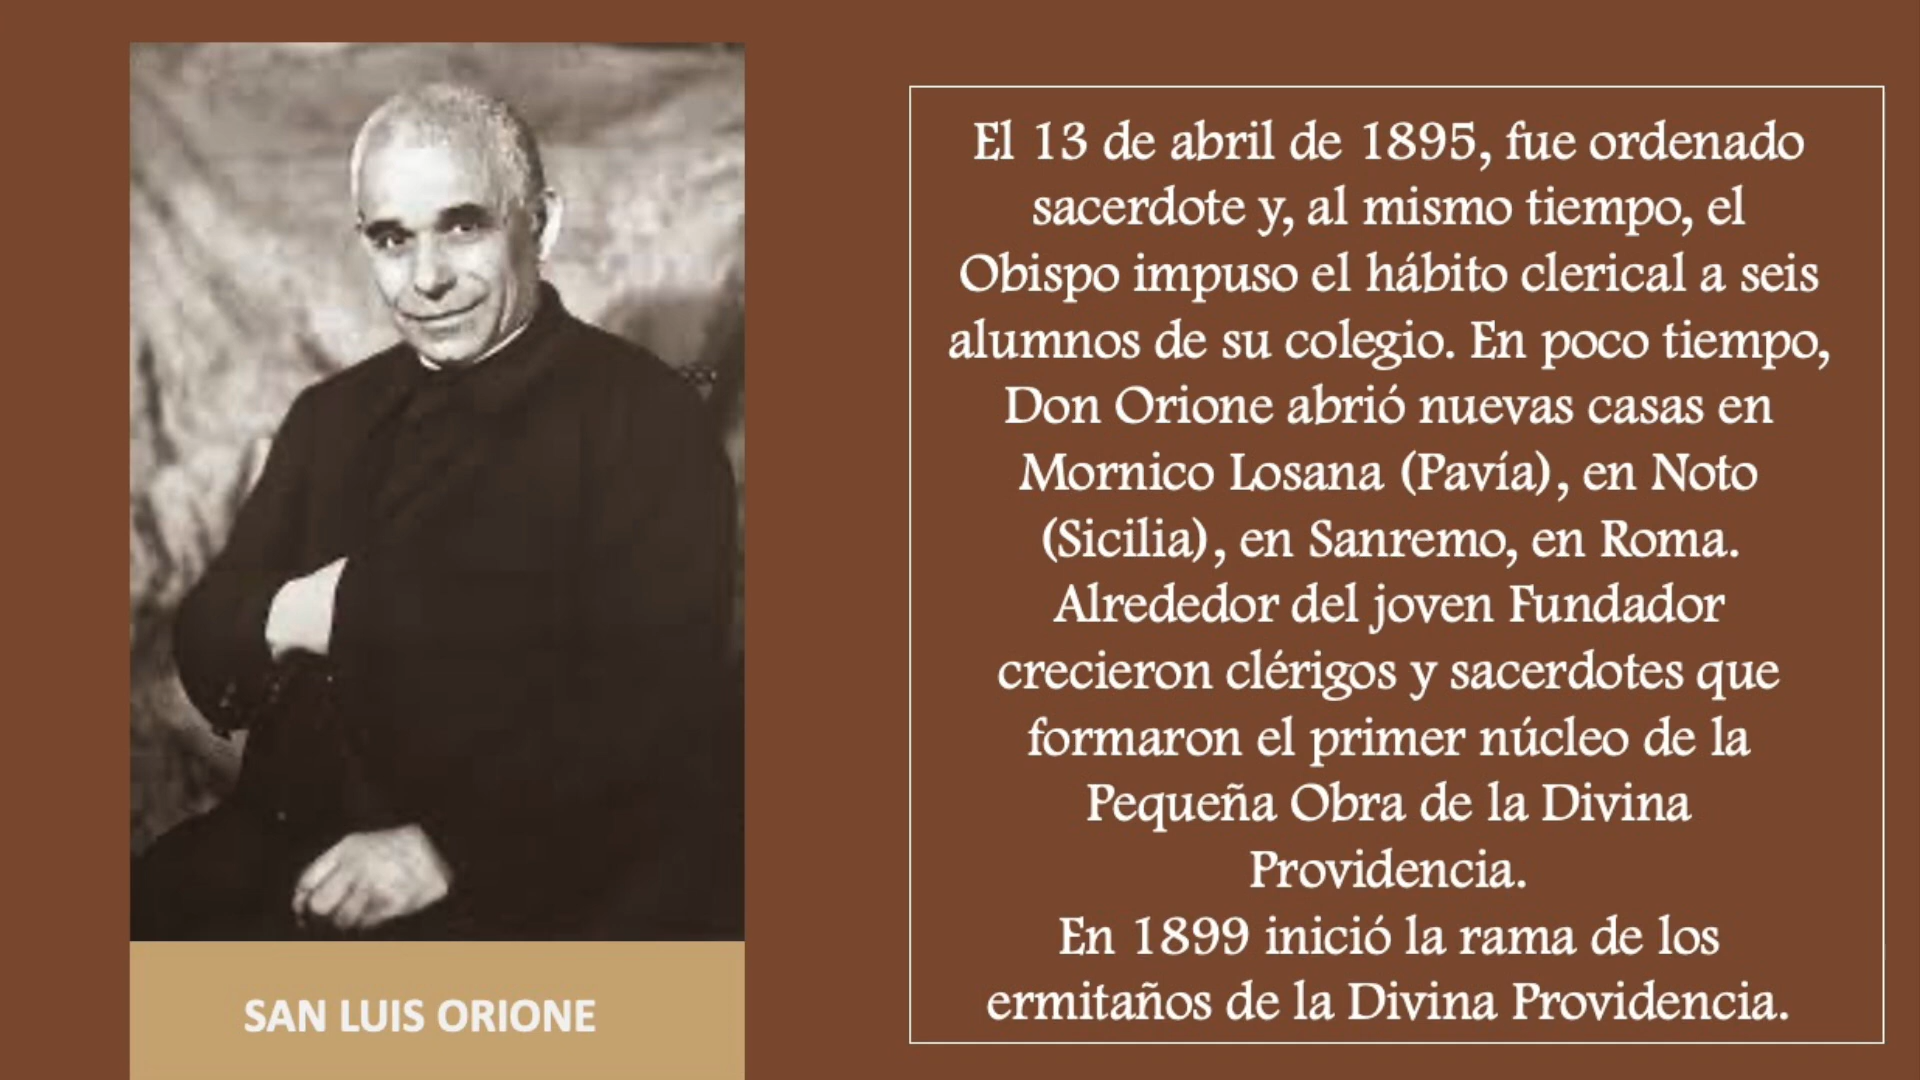 El 13 de abril de 1895, fue ordenado
sacerdote y, al mismo tiempo, el
Obispo impuso el hábito clerical a seis
alumnos de su colegio. En poco tiempo,
Don Orione abrió nuevas casas en
Mornico Losana (Pavía), en Noto
(Sicilia), en Sanremo, en Roma.
Alrededor del joven Fundador
crecieron clérigos y sacerdotes que
formaron el primer núcleo de la
Pequeña Obra de la Divina
Providencia.
En 1899 inició la rama de los
ermitaños de la Divina Providencia.
SAN LUIS ORIONE